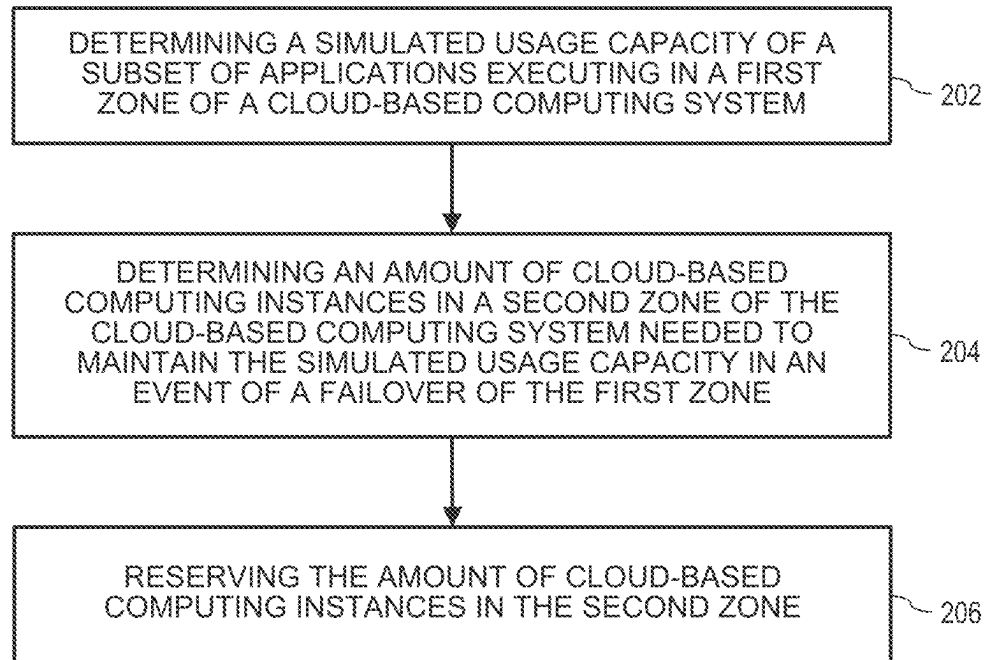 DETERMINING A SIMULATED USAGE CAPACITY OF A
SUBSET OF APPLICATIONS EXECUTING IN A FIRST
ZONE OF A CLOUD-BASED COMPUTING SYSTEM
202
DETERMINING AN AMOUNT OF CLOUD-BASED
COMPUTING INSTANCES IN A SECOND ZONE OF THE
CLOUD-BASED COMPUTING SYSTEM NEEDED TO
MAINTAIN THE SIMULATED USAGE CAPACITY IN AN
EVENT OF A FAILOVER OF THE FIRST ZONE
204
RESERVING THE AMOUNT OF CLOUD-BASED
COMPUTING INSTANCES IN THE SECOND ZONE
206